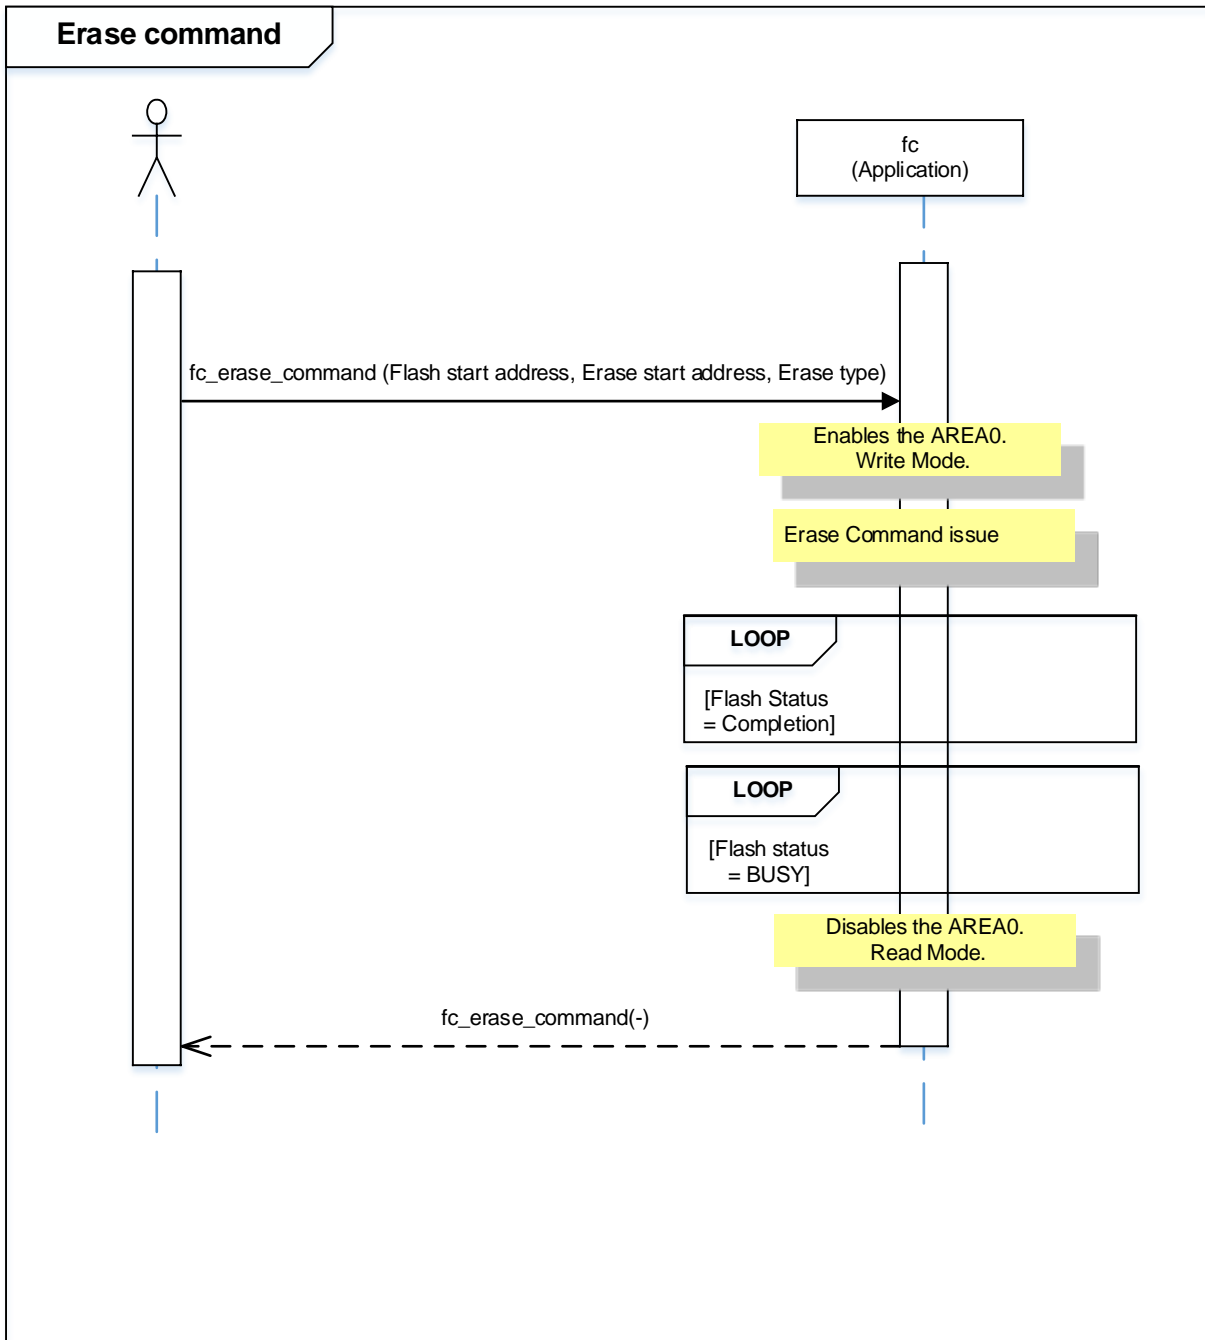 Erase command
fc
(Application)
fc_erase_command (Flash start address, Erase start address, Erase type)
Enables the AREA0.
Write Mode.
Erase Command issue
LOOP
[Flash Status
= Completion]
LOOP
[Flash status
= BUSY]
Disables the AREA0.
Read Mode.
fc_erase_command(-)